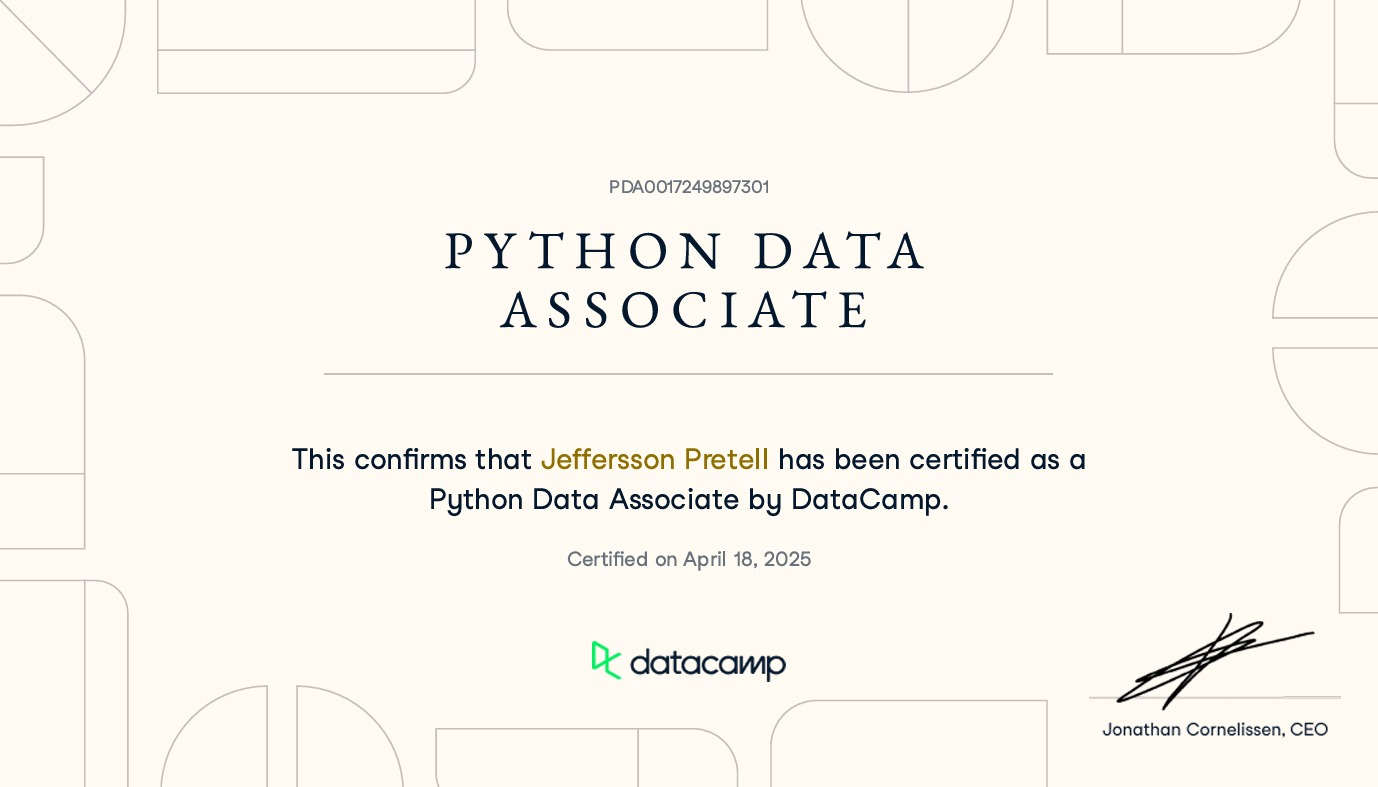 PDA0017249897301
PYTHON DATA
ASSOCIATE
This confirms that Jeffersson Pretell has been certified as a
Python Data Associate by DataCamp.
Certified on April 18, 2025
datacamp
Jonathan Cornelissen, CEO